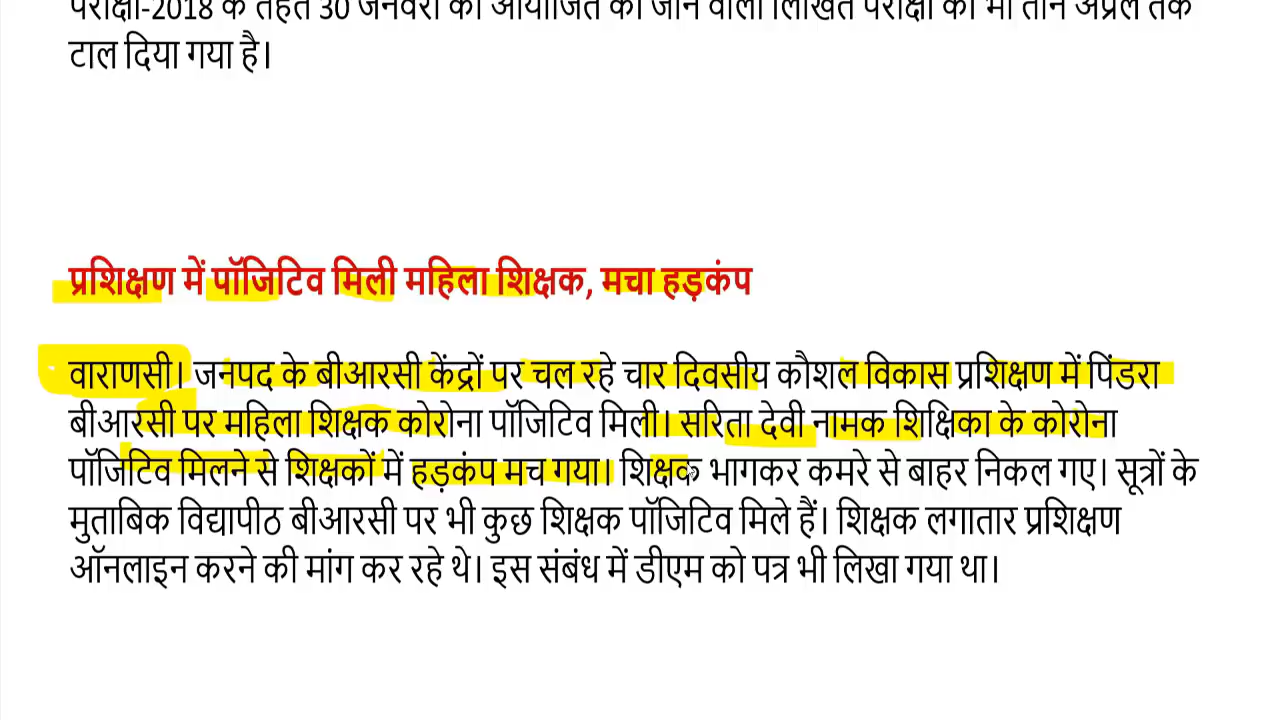 परीक्षा-2018 के तहत 30 जनवरी को आयोजित की जाने वाली लिखित परीक्षा को भी तीन अप्रैल तक
टाल दिया गया है।
प्रशिक्षण में पॉजिटिव मिली महिला शिक्षक, मचा हड़कंप
वाराणसी। जनपद के बीआरसी केंद्रों पर चल रहे चार दिवसीय कौशल विकास प्रशिक्षण में पिंडरा
बीआरसी पर महिला शिक्षक कोरोना पॉजिटिव मिली। सरिता देवी नामक शिक्षिका के कोरोना
पॉजिटिव मिलने से शिक्षकों में हड़कंप मच गया। शिक्षक भागकर कमरे से बाहर निकल गए। सूत्रों के
मुताबिक विद्यापीठ बीआरसी पर भी कुछ शिक्षक पॉजिटिव मिले हैं। शिक्षक लगातार प्रशिक्षण
ऑनलाइन करने की मांग कर रहे थे। इस संबंध में डीएम को पत्र भी लिखा गया था।